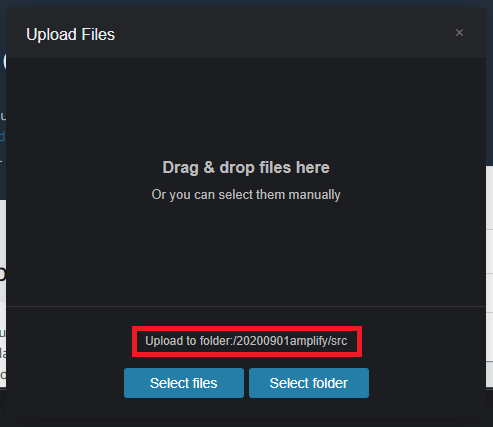 Upload Files
×
Drag & drop files here
Or you can select them manually
Upload to folder:/20200901amplify/src
Select files
Select folder